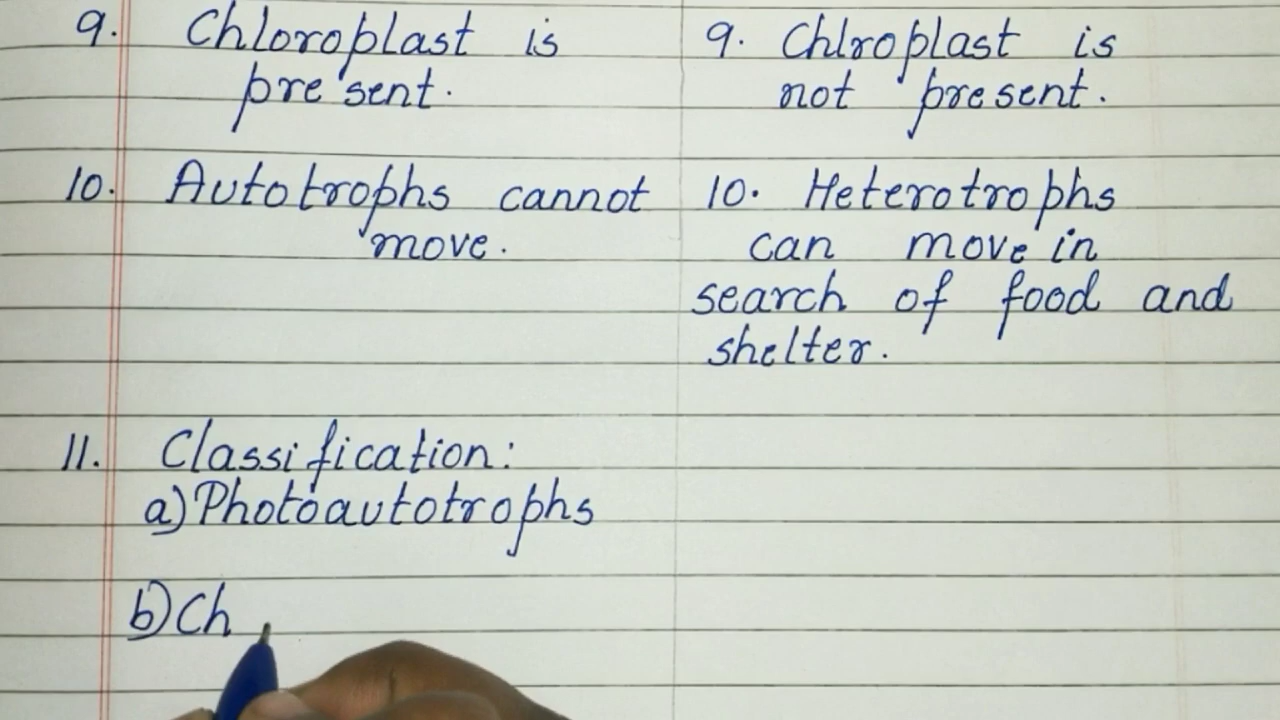 9. Chloroplast is
present.
10. Autotrophs cannot
move.
11. Classification:
a) Photoautotrophs
b) Ch
9. Chlroplast is
not present.
10. Heterotrophs
can move in
search of food and
shelter.